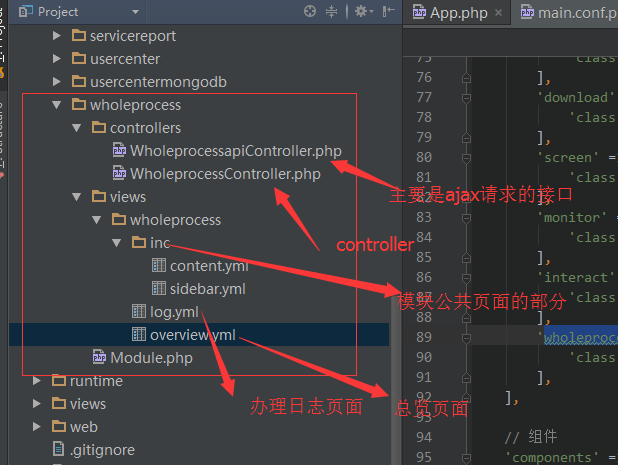 Project
App.php
main.conf.p
servicereport
usercenter
usercentermongodb
wholeprocess
controllers
WholeprocessapiController.php
WholeprocessController.php
views
wholeprocess
inc
content.yml
sidebar.yml
log.yml
overview.yml
Module.php
runtime
views
web
.gitignore
主要是ajax请求的接口
controller
模块公共页面的部分
办理日志页面
总览页面
75 'class
76 ],
77 'download'
78 'class
79 ],
80 'screen' =
81 'class
82 ],
83 'monitor' =
84 'class
85 ],
86 'interact'
87 'class
88 ],
89 'wholeproce
90 'class
91 ],
92 ],
93
94 // 组件
95 'components' =